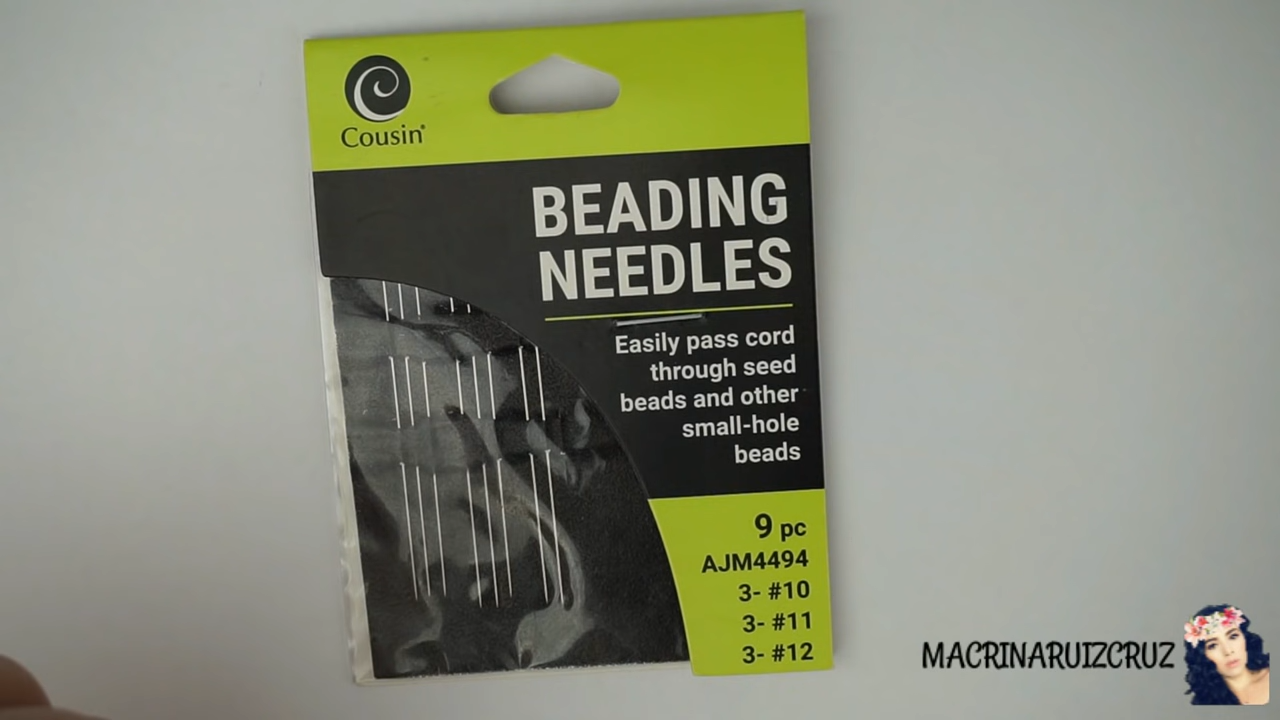 Cousin®
BEADING
NEEDLES
Easily pass cord
through seed
beads and other
small-hole
beads
9 pc
AJM4494
3- #10
3- #11
3- #12
MACRINARUIZCRUZ